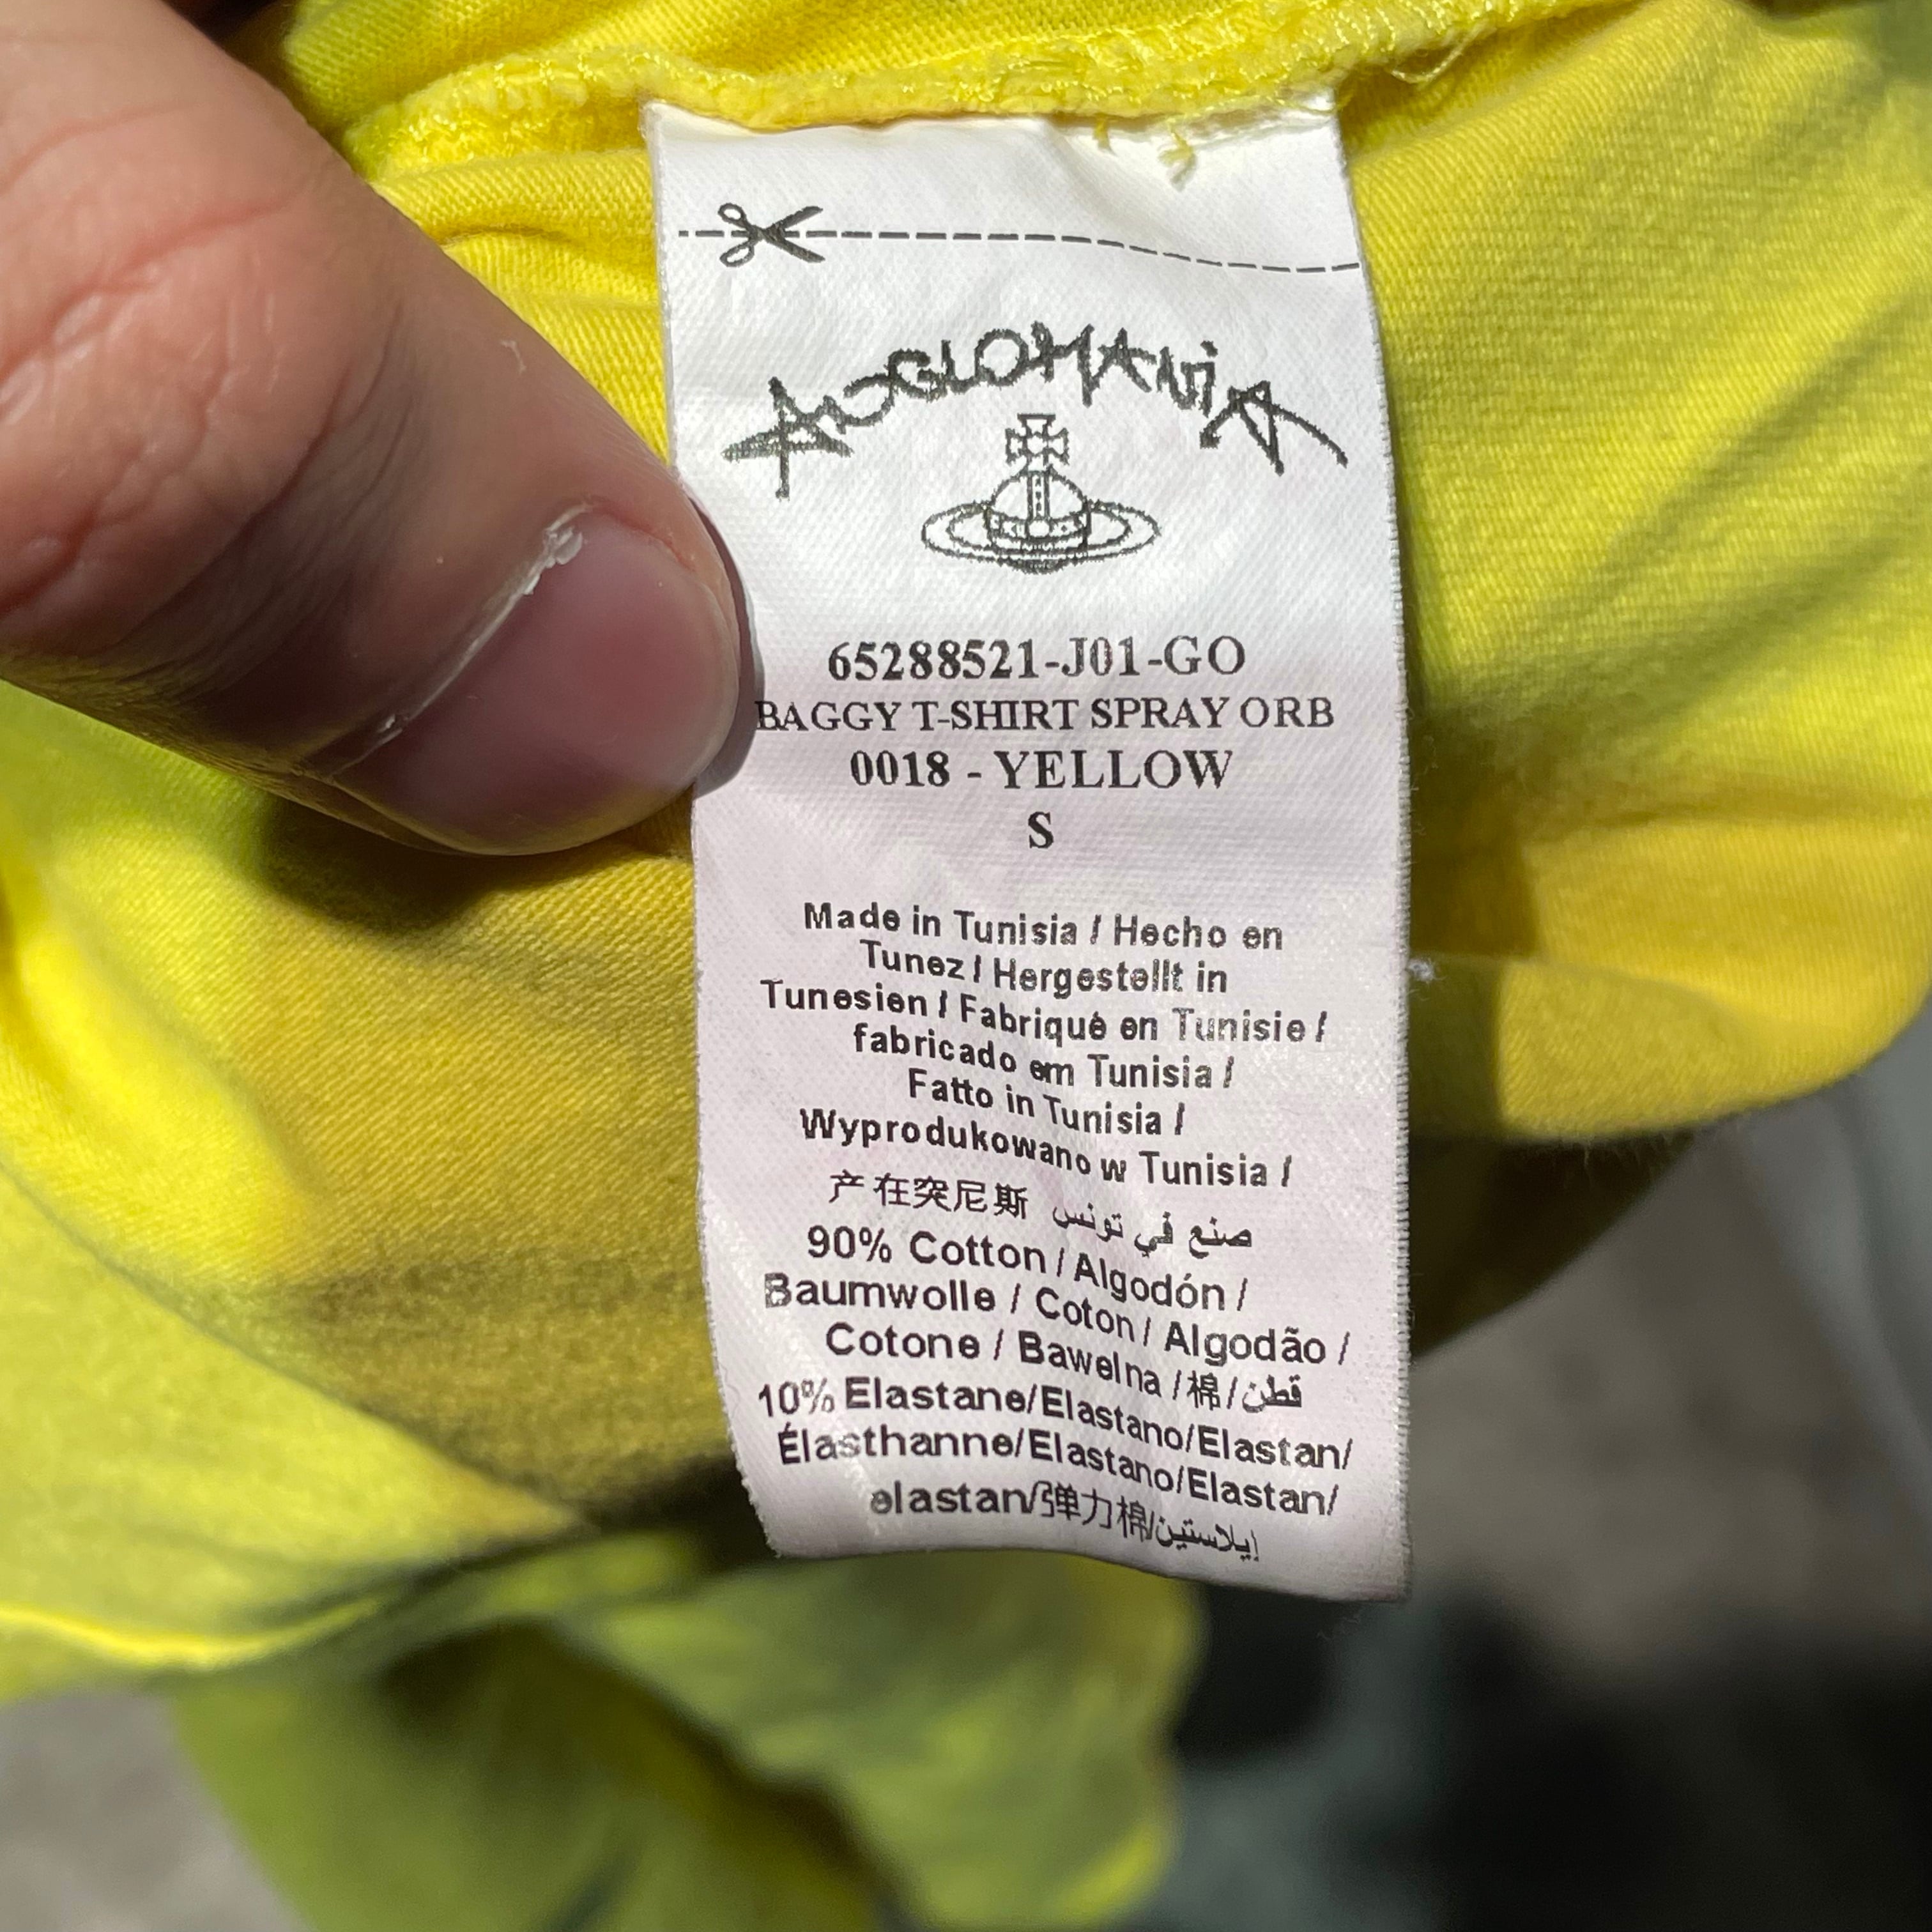 ANGLOMANiA
65288521-J01-GO
BAGGY T-SHIRT SPRAY ORB
0018 - YELLOW
S
Made in Tunisia / Hecho en
Tunez / Hergestellt in
Tunesien / Fabriqué en Tunisie /
fabricado em Tunisia /
Fatto in Tunisia /
Wyprodukowano w Tunisia /
产在突尼斯 صنع في تونس
90% Cotton / Algodón /
Baumwolle / Coton / Algodão /
Cotone / Bawelna / 棉 / قطن
10% Elastane/Elastano/Elastan/
Élasthanne/Elastano/Elastan/
elastan/弹力棉/إيلاستين